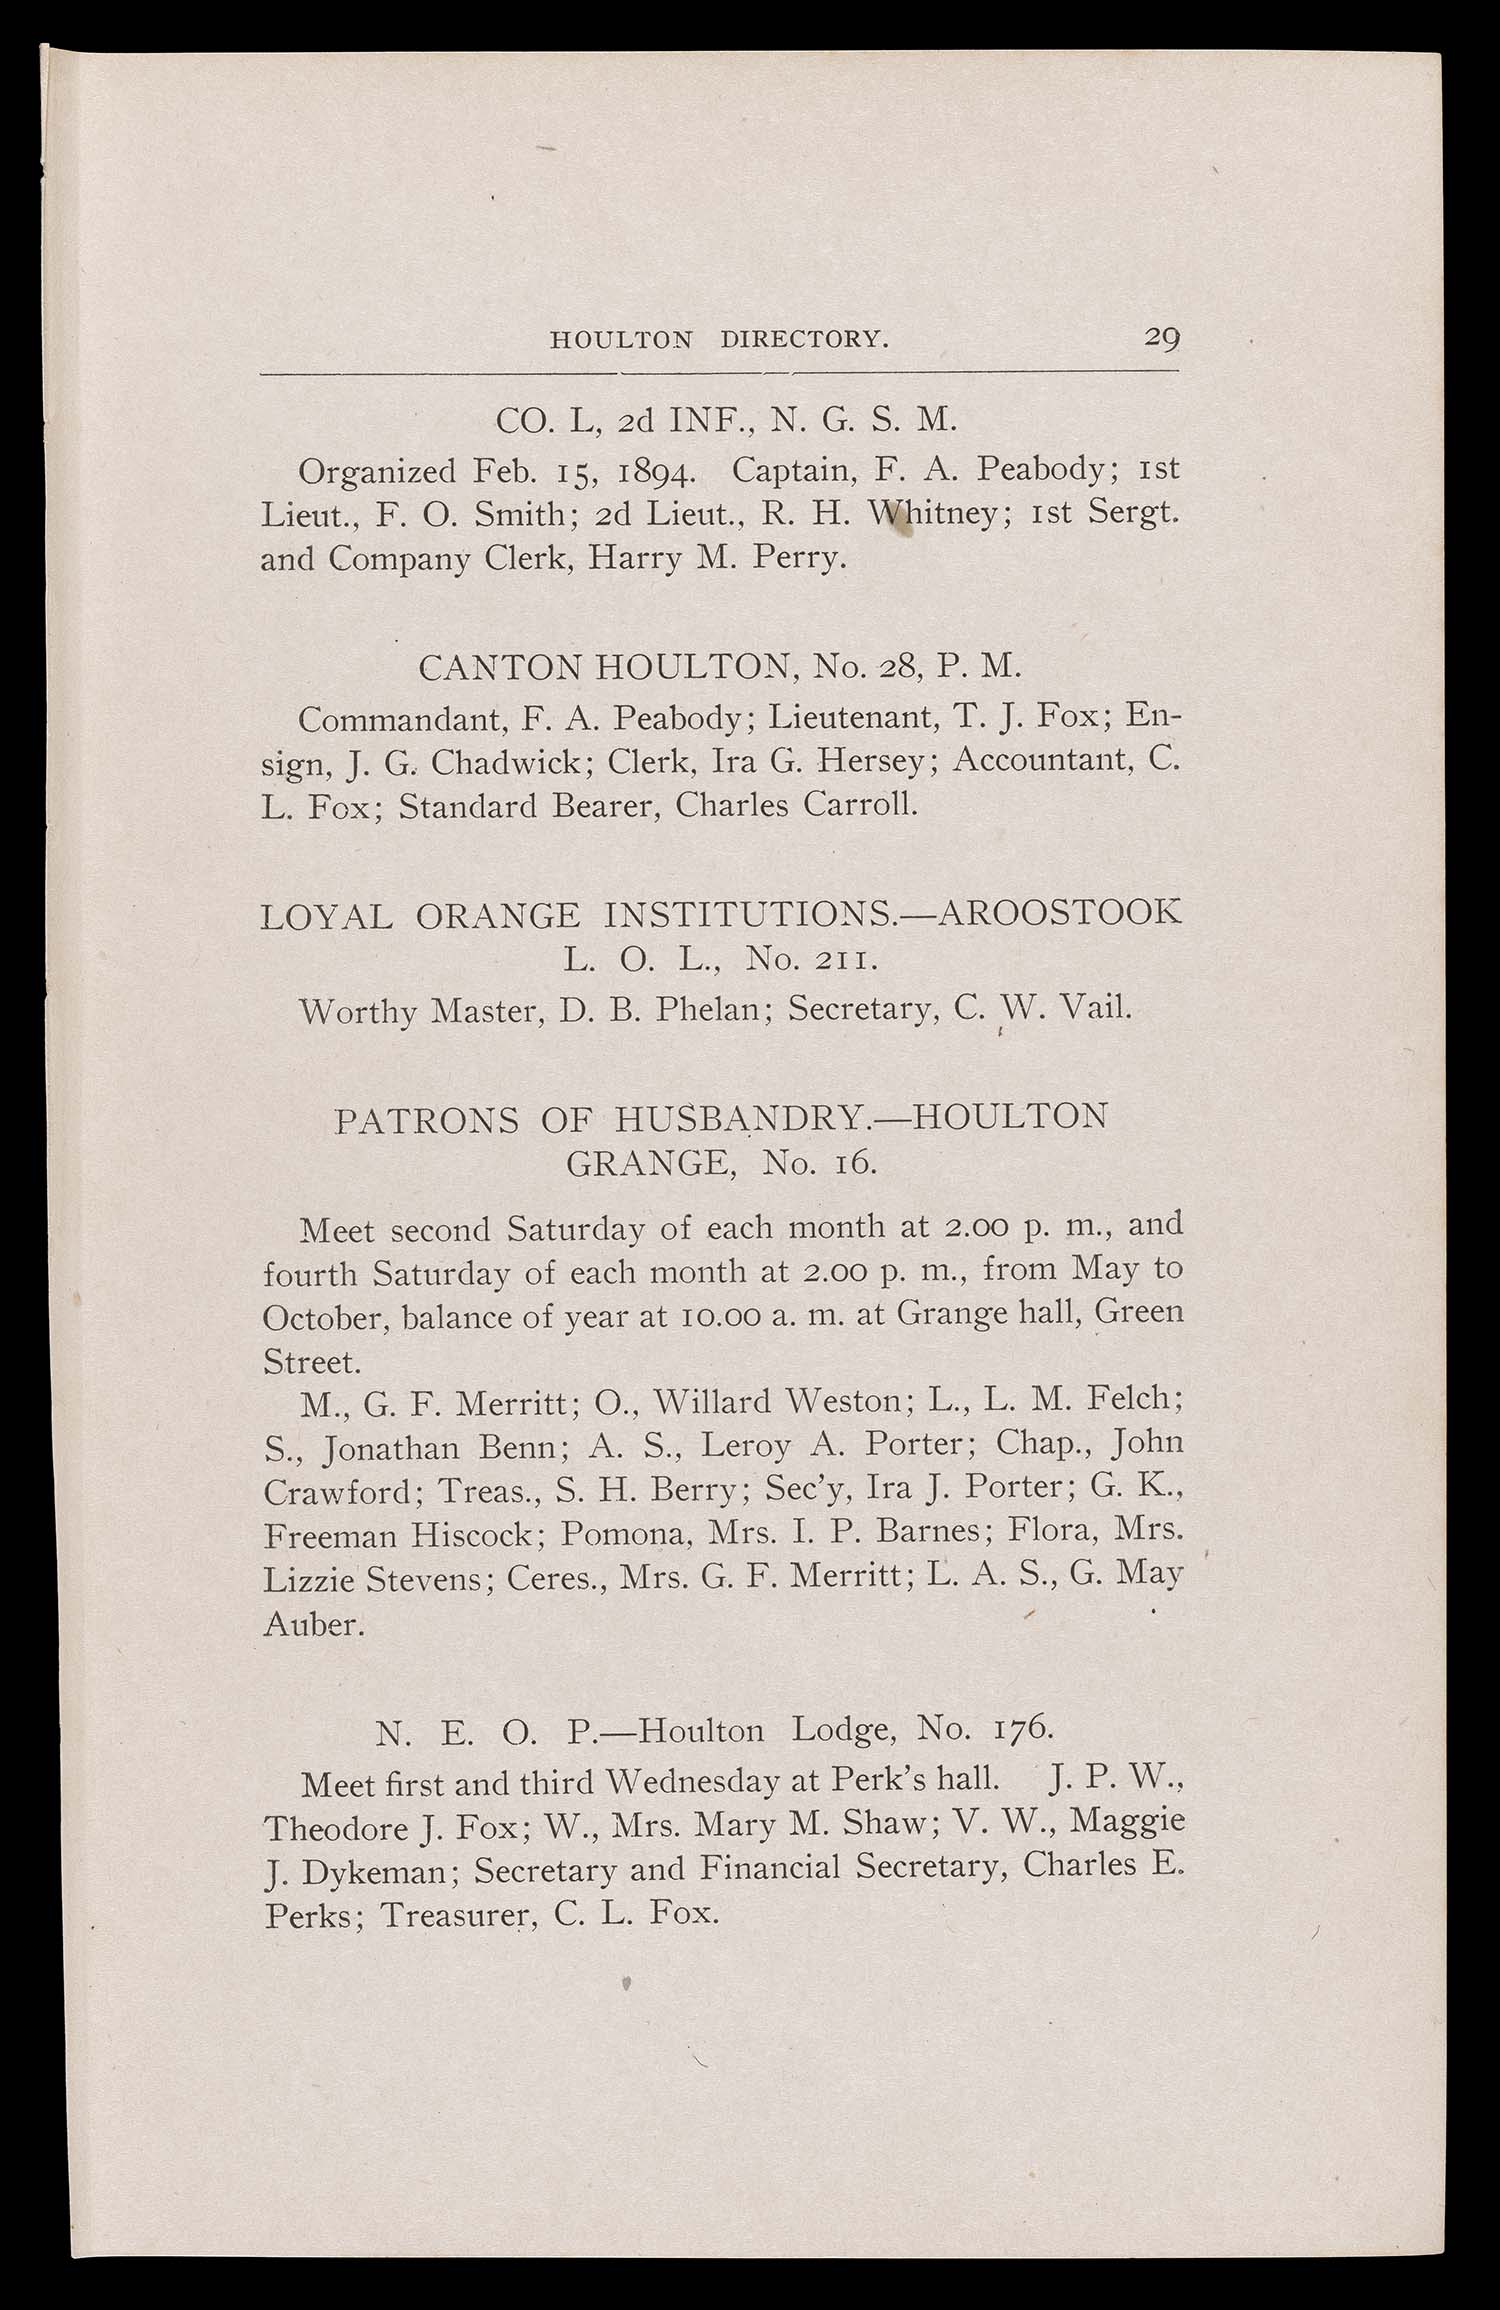 HOULTON DIRECTORY. 29
CO. L, 2d INF., N. G. S. M.
Organized Feb. 15, 1894. Captain, F. A. Peabody; 1st
Lieut., F. O. Smith; 2d Lieut., R. H. Whitney; 1st Sergt.
and Company Clerk, Harry M. Perry.
CANTON HOULTON, No. 28, P. M.
Commandant, F. A. Peabody; Lieutenant, T. J. Fox; En-
sign, J. G. Chadwick; Clerk, Ira G. Hersey; Accountant, C.
L. Fox; Standard Bearer, Charles Carroll.
LOYAL ORANGE INSTITUTIONS.—AROOSTOOK
L. O. L., No. 211.
Worthy Master, D. B. Phelan; Secretary, C. W. Vail.
PATRONS OF HUSBANDRY.—HOULTON
GRANGE, No. 16.
Meet second Saturday of each month at 2.00 p. m., and
fourth Saturday of each month at 2.00 p. m., from May to
October, balance of year at 10.00 a. m. at Grange hall, Green
Street.
M., G. F. Merritt; O., Willard Weston; L., L. M. Felch;
S., Jonathan Benn; A. S., Leroy A. Porter; Chap., John
Crawford; Treas., S. H. Berry; Sec'y, Ira J. Porter; G. K.,
Freeman Hiscock; Pomona, Mrs. I. P. Barnes; Flora, Mrs.
Lizzie Stevens; Ceres., Mrs. G. F. Merritt; L. A. S., G. May
Auber.
N. E. O. P.—Houlton Lodge, No. 176.
Meet first and third Wednesday at Perk's hall. J. P. W.,
Theodore J. Fox; W., Mrs. Mary M. Shaw; V. W., Maggie
J. Dykeman; Secretary and Financial Secretary, Charles E.
Perks; Treasurer, C. L. Fox.